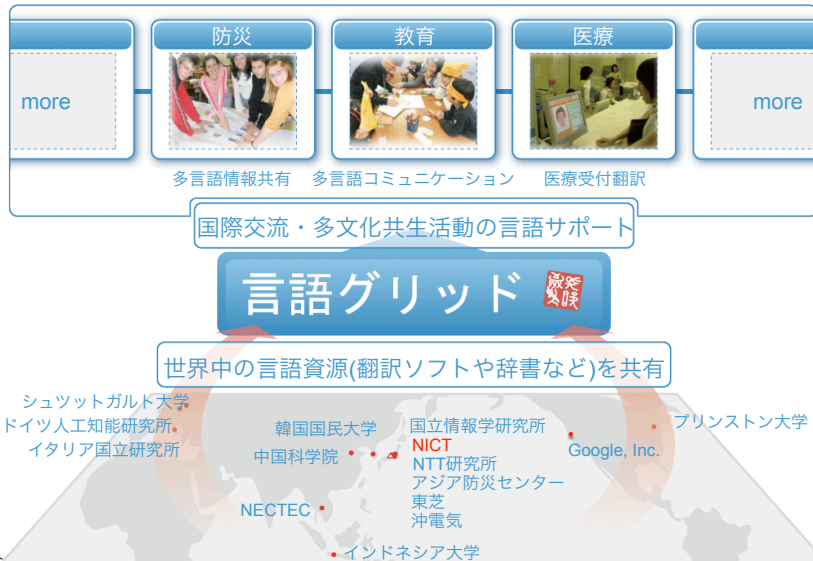 防災
教育
医療
more
more
多言語情報共有
多言語コミュニケーション
医療受付翻訳
国際交流・多文化共生活動の言語サポート
言語グリッド
世界中の言語資源(翻訳ソフトや辞書など)を共有
シュツットガルト大学
ドイツ人工知能研究所
イタリア国立研究所
韓国国民大学
中国科学院
NECTEC
インドネシア大学
国立情報学研究所
NICT
NTT研究所
アジア防災センター
東芝
沖電気
Google, Inc.
プリンストン大学